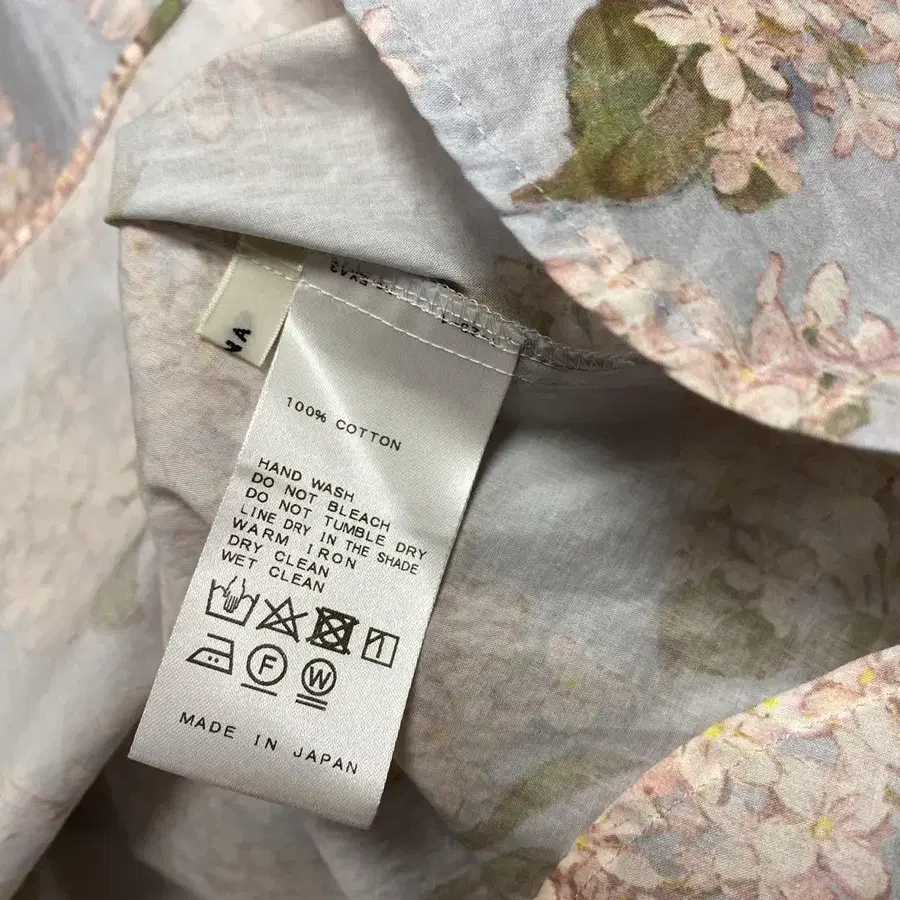 100% COTTON
HAND WASH
DO NOT BLEACH
DO NOT TUMBLE DRY
LINE DRY IN THE SHADE
WARM IRON
DRY CLEAN
WET CLEAN
F
W
MADE IN JAPAN